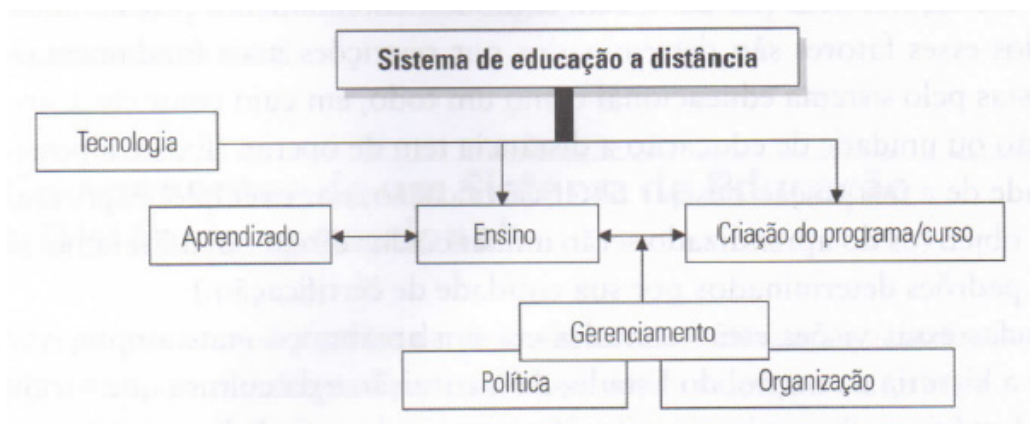 Sistema de educação a distância
Tecnologia
Aprendizado
Ensino
Criação do programa/curso
Gerenciamento
Política
Organização